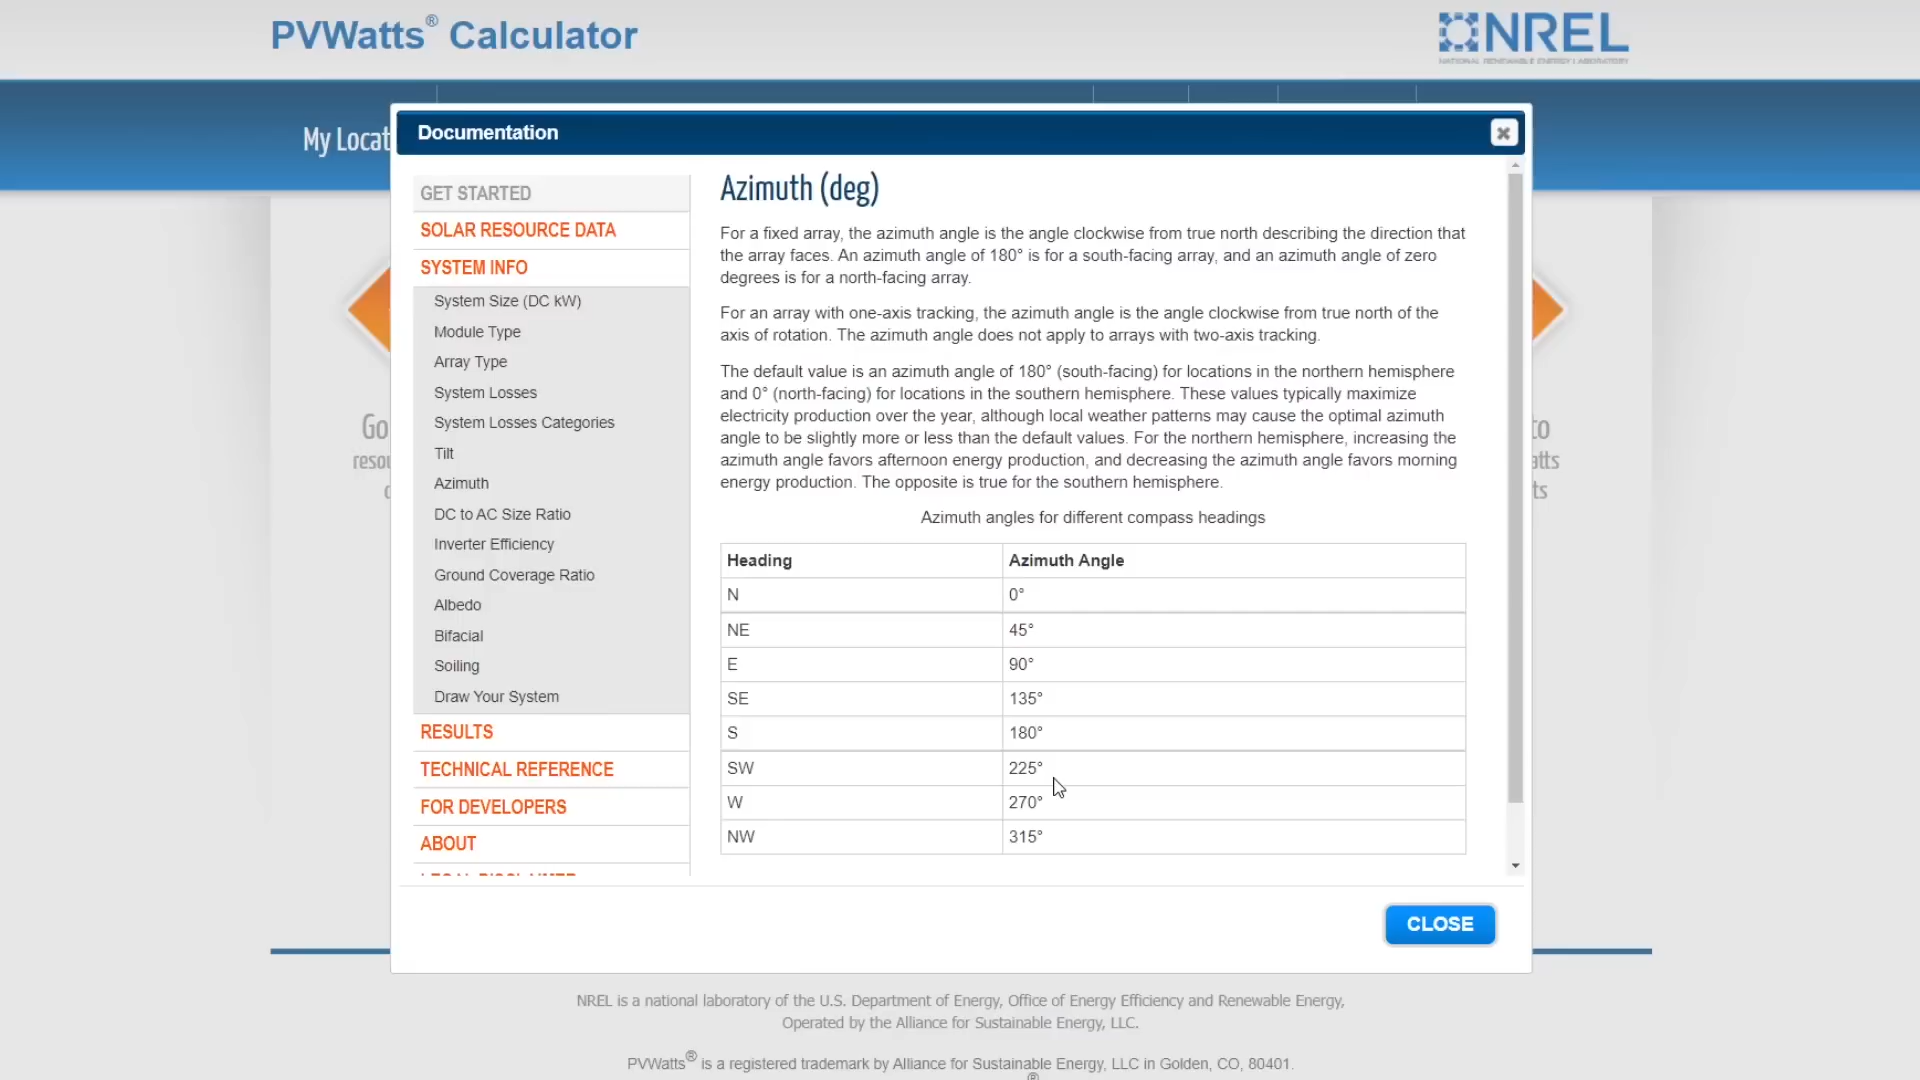 PVWatts® Calculator
NREL
NATIONAL RENEWABLE ENERGY LABORATORY
My Locat
Documentation
GET STARTED
SOLAR RESOURCE DATA
SYSTEM INFO
System Size (DC kW)
Module Type
Array Type
System Losses
System Losses Categories
Tilt
Azimuth
DC to AC Size Ratio
Inverter Efficiency
Ground Coverage Ratio
Albedo
Bifacial
Soiling
Draw Your System
RESULTS
TECHNICAL REFERENCE
FOR DEVELOPERS
ABOUT
LEGAL DISCLAIMER
Azimuth (deg)
For a fixed array, the azimuth angle is the angle clockwise from true north describing the direction that
the array faces. An azimuth angle of 180° is for a south-facing array, and an azimuth angle of zero
degrees is for a north-facing array.
For an array with one-axis tracking, the azimuth angle is the angle clockwise from true north of the
axis of rotation. The azimuth angle does not apply to arrays with two-axis tracking.
The default value is an azimuth angle of 180° (south-facing) for locations in the northern hemisphere
and 0° (north-facing) for locations in the southern hemisphere. These values typically maximize
electricity production over the year, although local weather patterns may cause the optimal azimuth
angle to be slightly more or less than the default values. For the northern hemisphere, increasing the
azimuth angle favors afternoon energy production, and decreasing the azimuth angle favors morning
energy production. The opposite is true for the southern hemisphere.
Azimuth angles for different compass headings
Heading Azimuth Angle
N 0°
NE 45°
E 90°
SE 135°
S 180°
SW 225°
W 270°
NW 315°
CLOSE
Go
resou
to
atts
ts
NREL is a national laboratory of the U.S. Department of Energy, Office of Energy Efficiency and Renewable Energy,
Operated by the Alliance for Sustainable Energy, LLC.
PVWatts® is a registered trademark by Alliance for Sustainable Energy, LLC in Golden, CO, 80401.